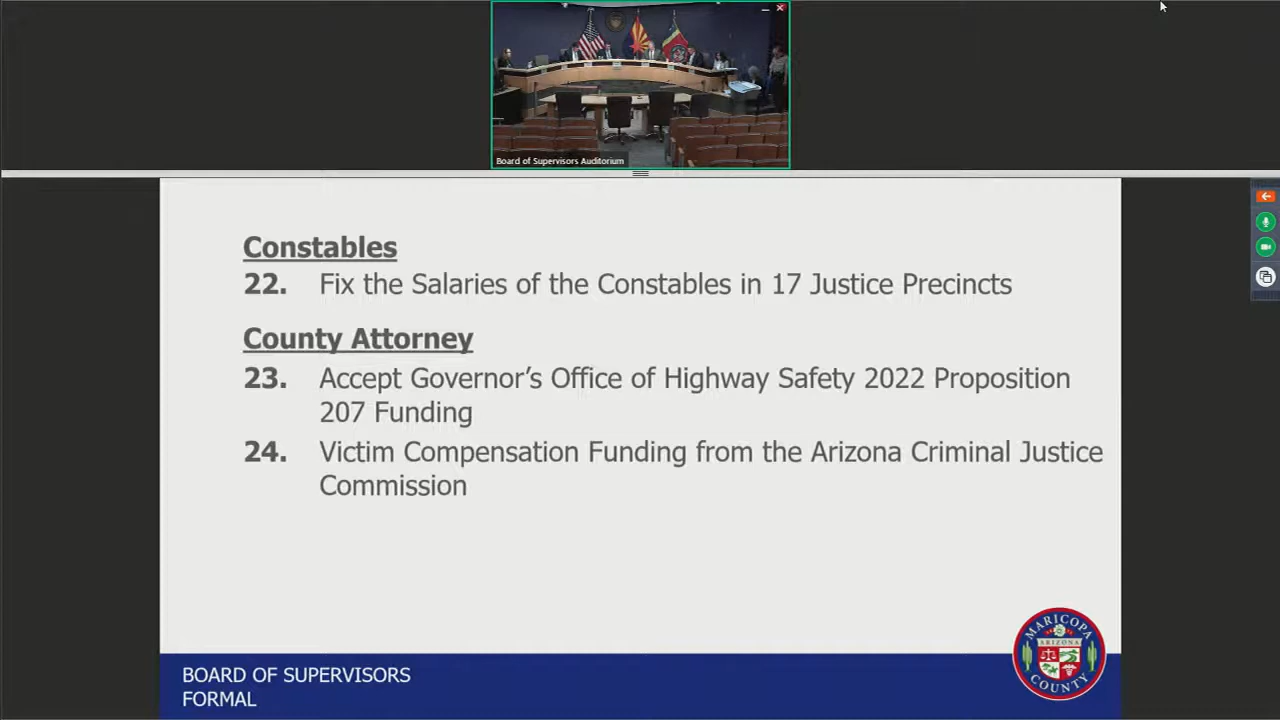 Board of Supervisors Auditorium
Constables
22. Fix the Salaries of the Constables in 17 Justice Precincts
County Attorney
23. Accept Governor's Office of Highway Safety 2022 Proposition
207 Funding
24. Victim Compensation Funding from the Arizona Criminal Justice
Commission
BOARD OF SUPERVISORS
FORMAL
MARICOPA
ARIZONA
COUNTY